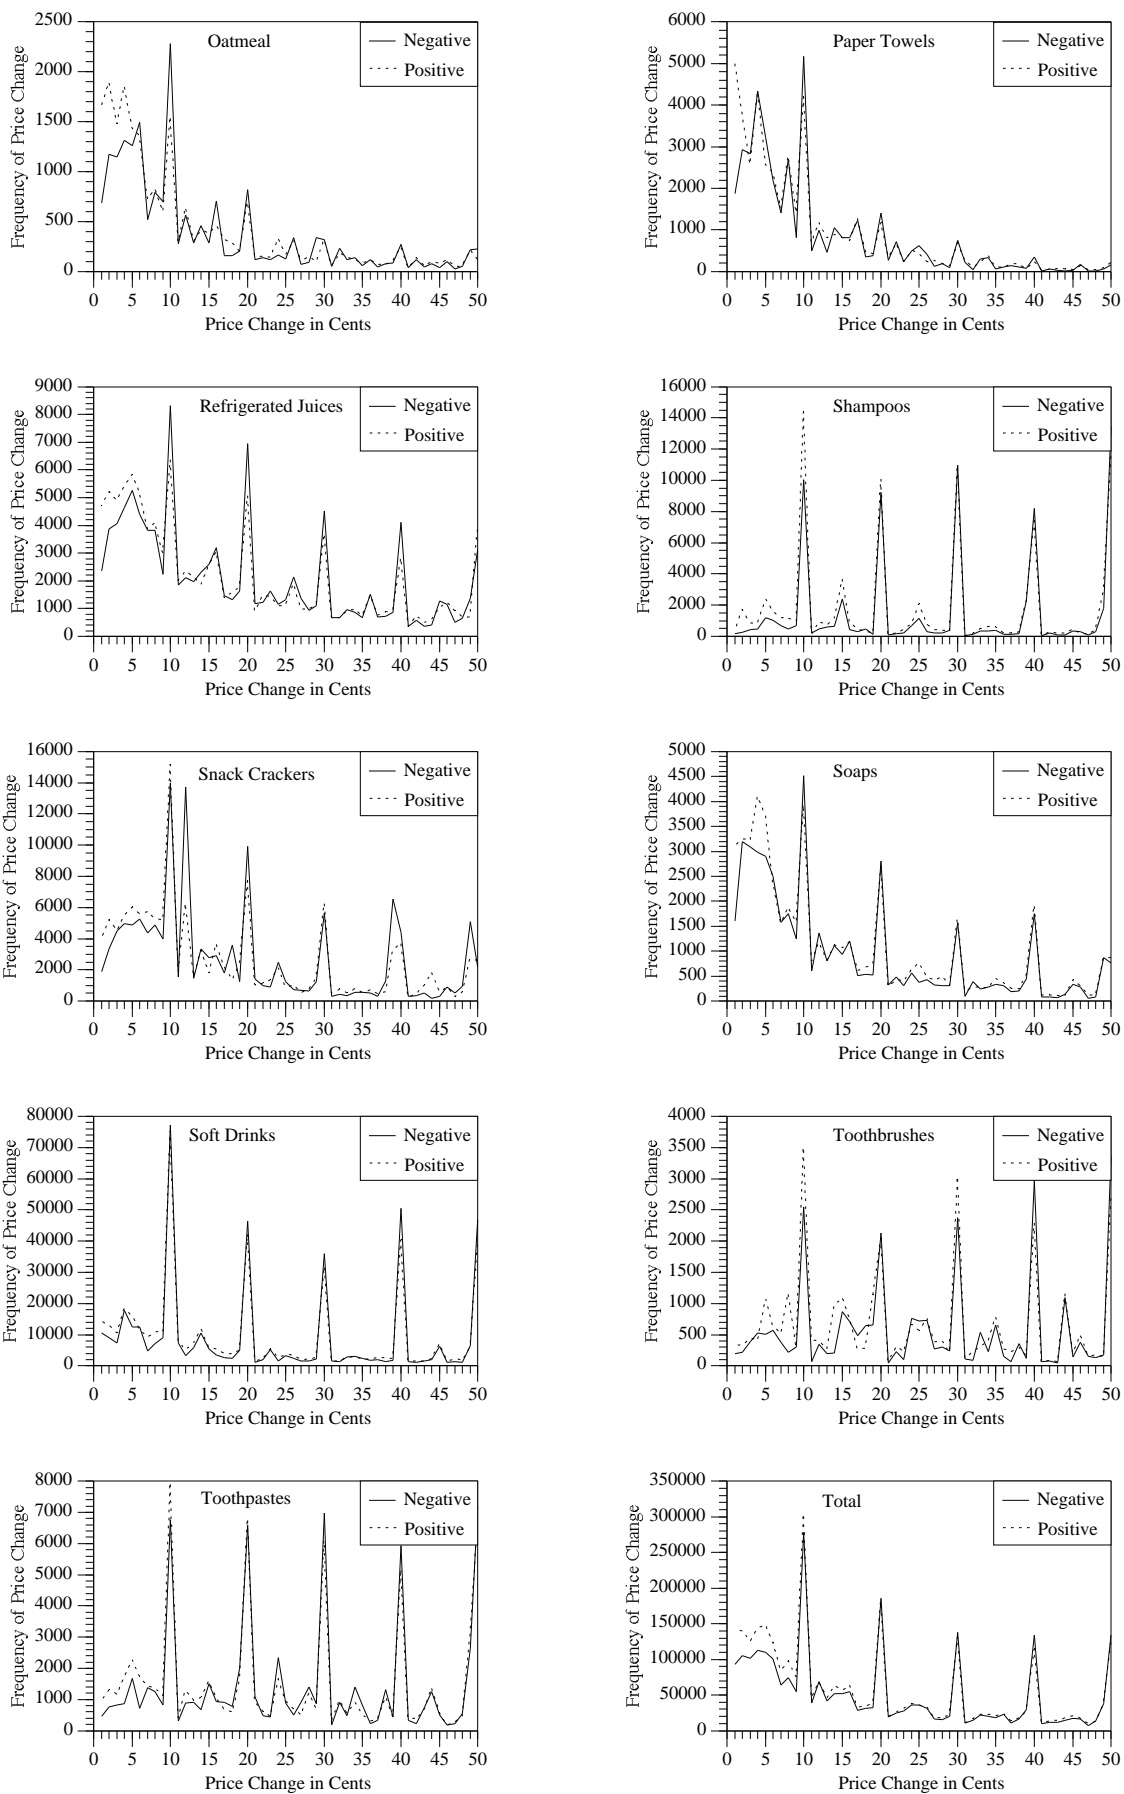 Oatmeal
Negative
Positive
Frequency of Price Change
2500
2000
1500
1000
500
0
0 5 10 15 20 25 30 35 40 45 50
Price Change in Cents
Paper Towels
Negative
Positive
Frequency of Price Change
6000
5000
4000
3000
2000
1000
0
0 5 10 15 20 25 30 35 40 45 50
Price Change in Cents
Refrigerated Juices
Negative
Positive
Frequency of Price Change
9000
8000
7000
6000
5000
4000
3000
2000
1000
0
0 5 10 15 20 25 30 35 40 45 50
Price Change in Cents
Shampoos
Negative
Positive
Frequency of Price Change
16000
14000
12000
10000
8000
6000
4000
2000
0
0 5 10 15 20 25 30 35 40 45 50
Price Change in Cents
Snack Crackers
Negative
Positive
Frequency of Price Change
16000
14000
12000
10000
8000
6000
4000
2000
0
0 5 10 15 20 25 30 35 40 45 50
Price Change in Cents
Soaps
Negative
Positive
Frequency of Price Change
5000
4500
4000
3500
3000
2500
2000
1500
1000
500
0
0 5 10 15 20 25 30 35 40 45 50
Price Change in Cents
Soft Drinks
Negative
Positive
Frequency of Price Change
80000
70000
60000
50000
40000
30000
20000
10000
0
0 5 10 15 20 25 30 35 40 45 50
Price Change in Cents
Toothbrushes
Negative
Positive
Frequency of Price Change
4000
3500
3000
2500
2000
1500
1000
500
0
0 5 10 15 20 25 30 35 40 45 50
Price Change in Cents
Toothpastes
Negative
Positive
Frequency of Price Change
8000
7000
6000
5000
4000
3000
2000
1000
0
0 5 10 15 20 25 30 35 40 45 50
Price Change in Cents
Total
Negative
Positive
Frequency of Price Change
350000
300000
250000
200000
150000
100000
50000
0
0 5 10 15 20 25 30 35 40 45 50
Price Change in Cents